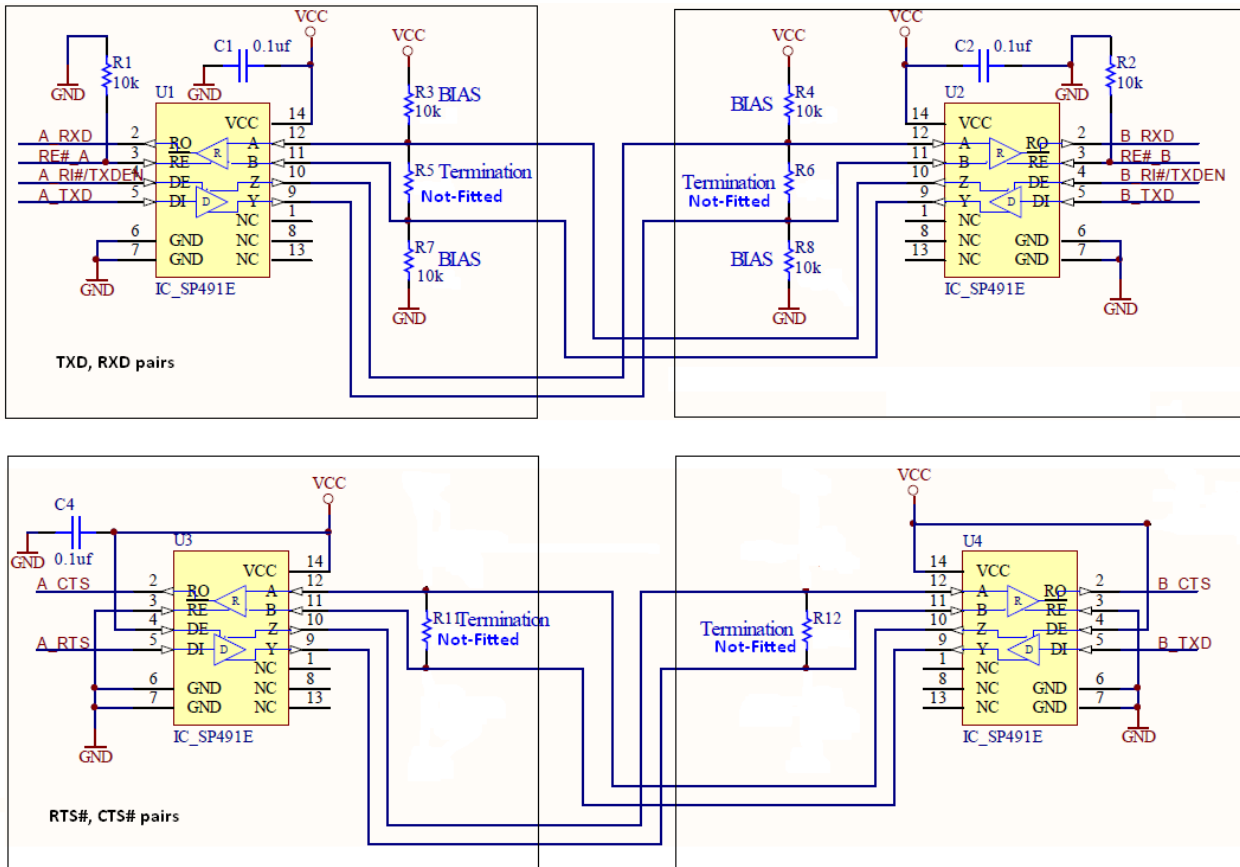 VCC
C1 0.1uf
VCC
R1
10k
GND
GND
U1
R3 BIAS
10k
VCC
14
A_RXD 2 RO A 12
RE#_A 3 RE R B 11
A_RI#/TXDEN 4 DE Z 10
A_TXD 5 DI D Y 9
NC 1
6 GND NC 8
7 GND NC 13
GND
IC_SP491E
R5 Termination
Not-Fitted
R7 BIAS
10k
GND
TXD, RXD pairs
VCC
VCC
C2 0.1uf
R4
10k
BIAS
GND
R2
10k
U2
14 VCC
12 A RO 2 B_RXD
11 B R RE 3 RE#_B
10 Z DE 4 B_RI#/TXDEN
9 Y D DI 5 B_TXD
1 NC
8 NC GND 6
13 NC GND 7
GND
IC_SP491E
R6
Termination
Not-Fitted
BIAS R8
10k
GND
VCC
C4
GND
0.1uf
U3
VCC 14
A_CTS 2 RO A 12
3 RE R B 11
4 DE Z 10
A_RTS 5 DI D Y 9
NC 1
6 GND NC 8
7 GND NC 13
GND
IC_SP491E
R11 Termination
Not-Fitted
RTS#, CTS# pairs
VCC
U4
14 VCC
12 A RO 2 B_CTS
11 B R RE 3
10 Z DE 4
9 Y D DI 5 B_TXD
1 NC
8 NC GND 6
13 NC GND 7
GND
IC_SP491E
R12
Termination
Not-Fitted